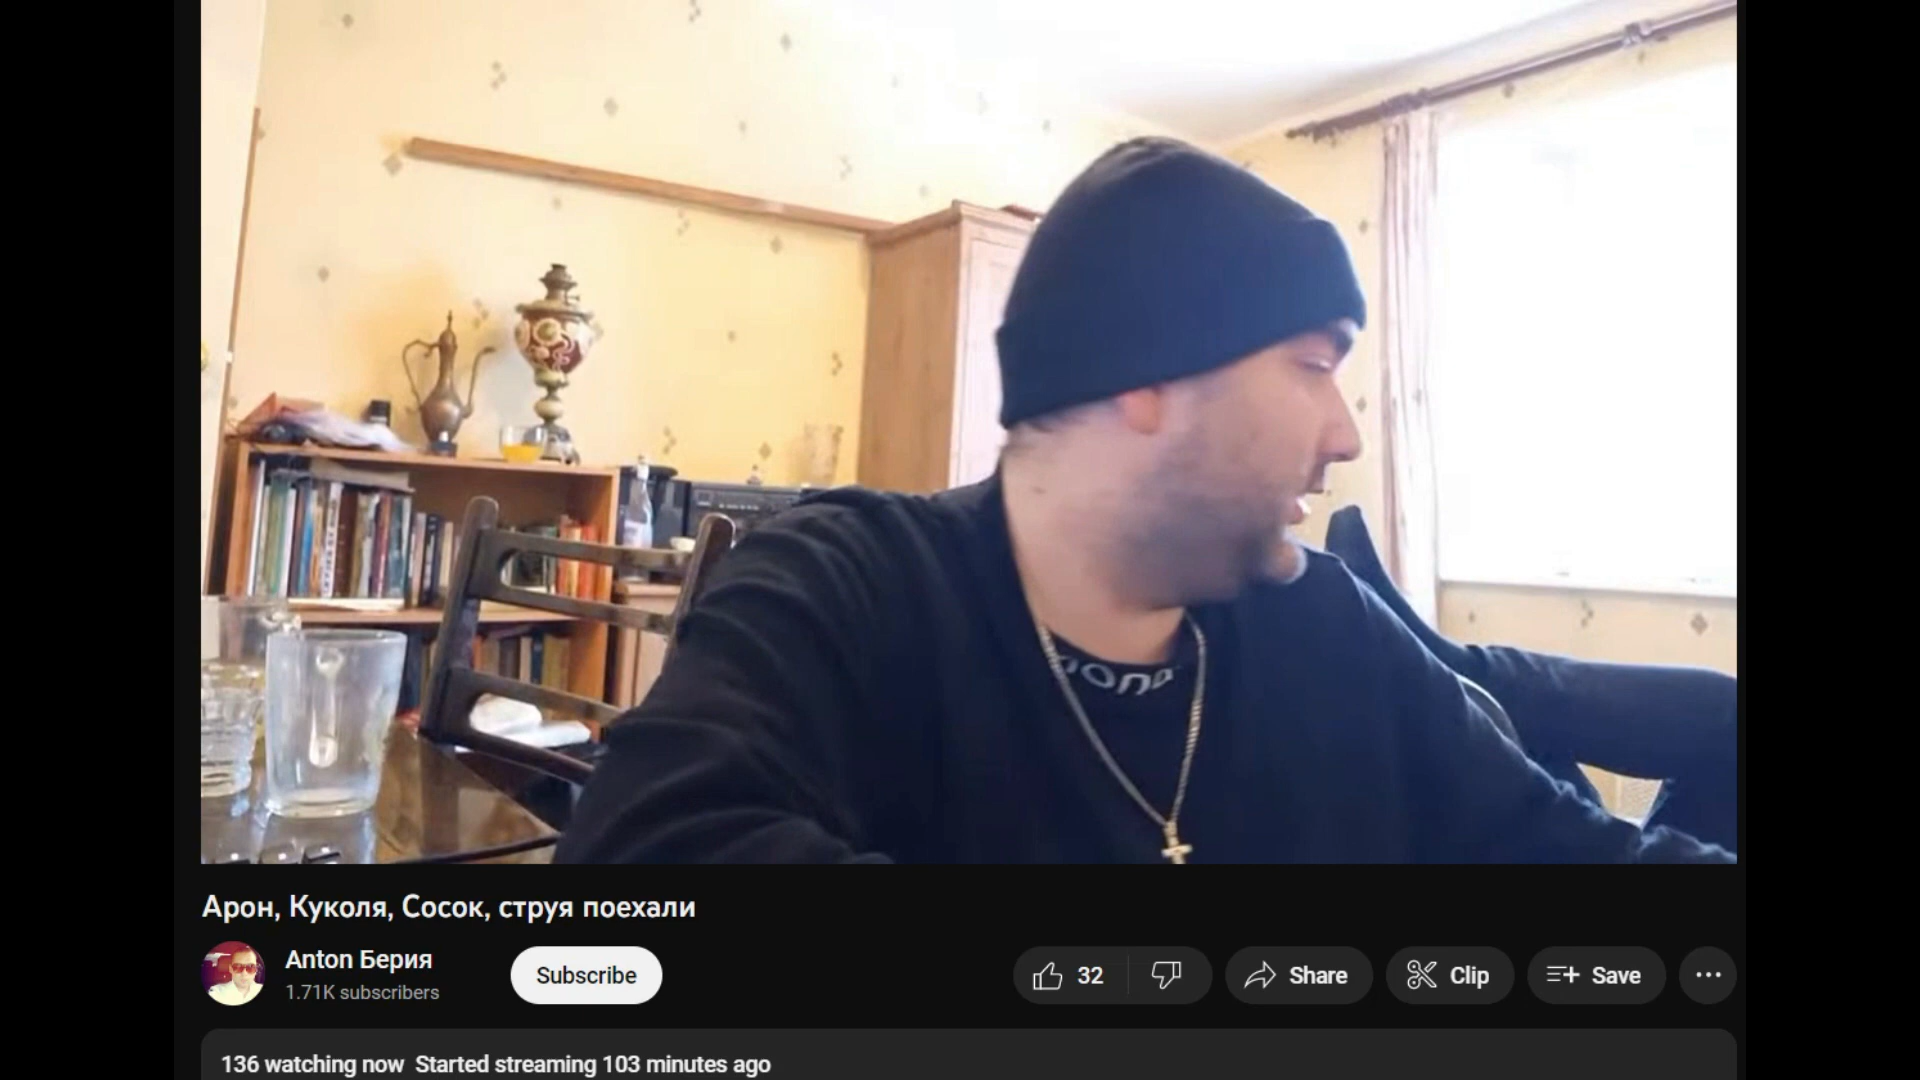 Арон, Куколя, Сосок, струя поехали
Anton Берия
1.71K subscribers
Subscribe
32
Share
Clip
Save
136 watching now Started streaming 103 minutes ago